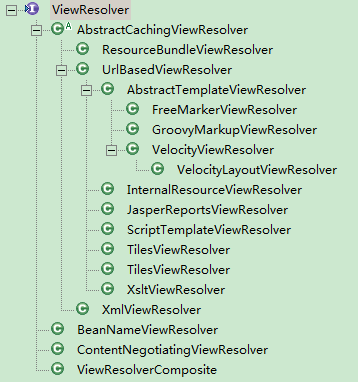 ViewResolver
AbstractCachingViewResolver
ResourceBundleViewResolver
UrlBasedViewResolver
AbstractTemplateViewResolver
FreeMarkerViewResolver
GroovyMarkupViewResolver
VelocityViewResolver
VelocityLayoutViewResolver
InternalResourceViewResolver
JasperReportsViewResolver
ScriptTemplateViewResolver
TilesViewResolver
TilesViewResolver
XsltViewResolver
XmlViewResolver
BeanNameViewResolver
ContentNegotiatingViewResolver
ViewResolverComposite